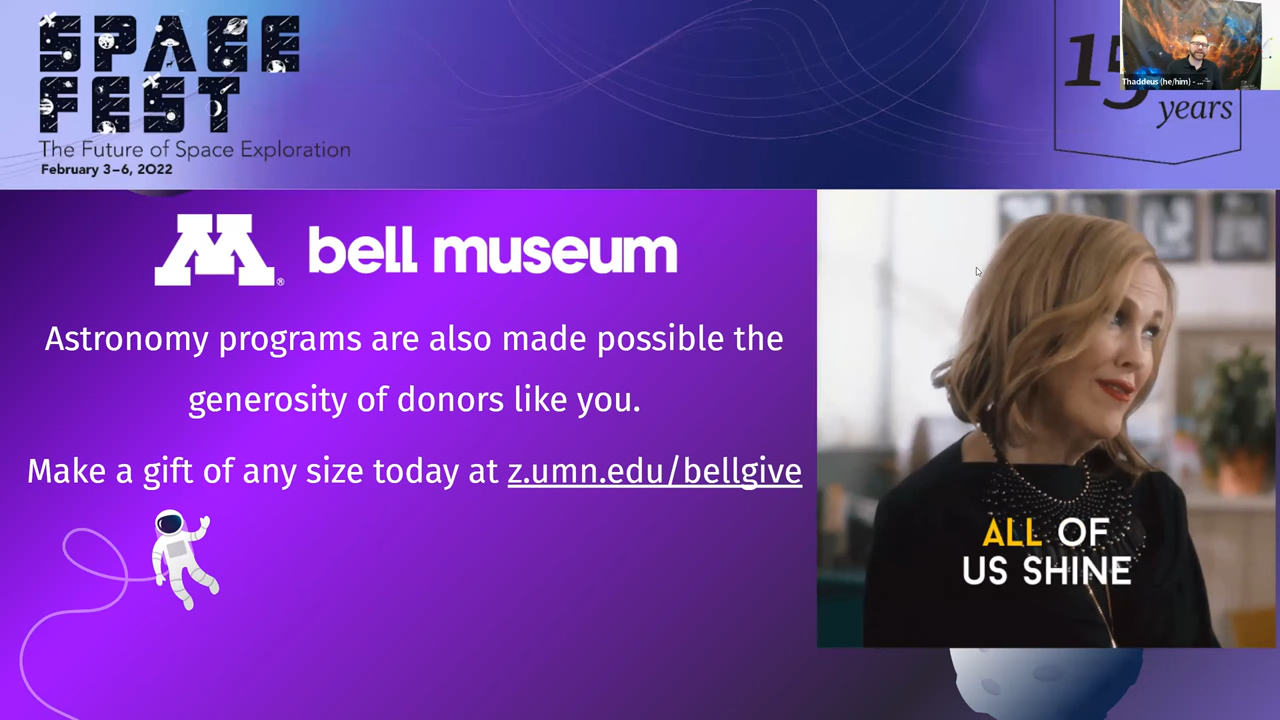 SPACE
FEST
The Future of Space Exploration
February 3–6, 2022
15
years
Thaddeus (he/him) - ...
M® bell museum
Astronomy programs are also made possible the
generosity of donors like you.
Make a gift of any size today at z.umn.edu/bellgive
ALL OF
US SHINE